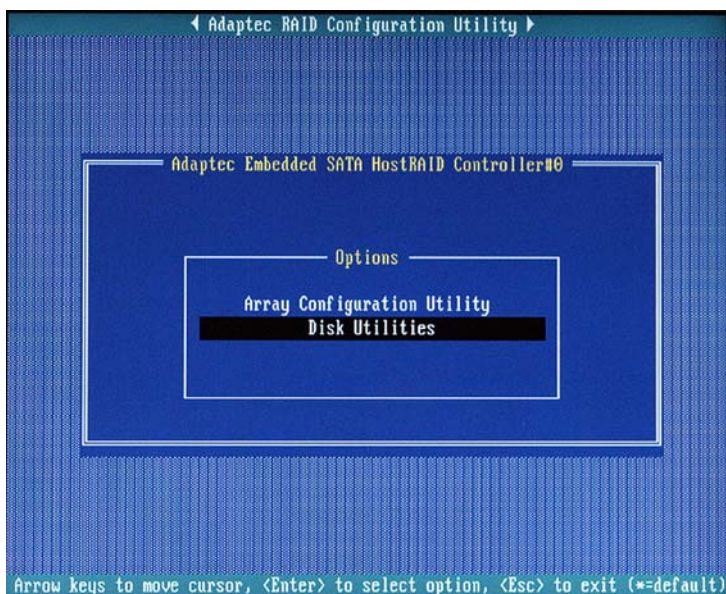 Adaptec RAID Configuration Utility
Adaptec Embedded SATA HostRAID Controller#0
Options
Array Configuration Utility
Disk Utilities
Arrow keys to move cursor, <Enter> to select option, <Esc> to exit (*=default)